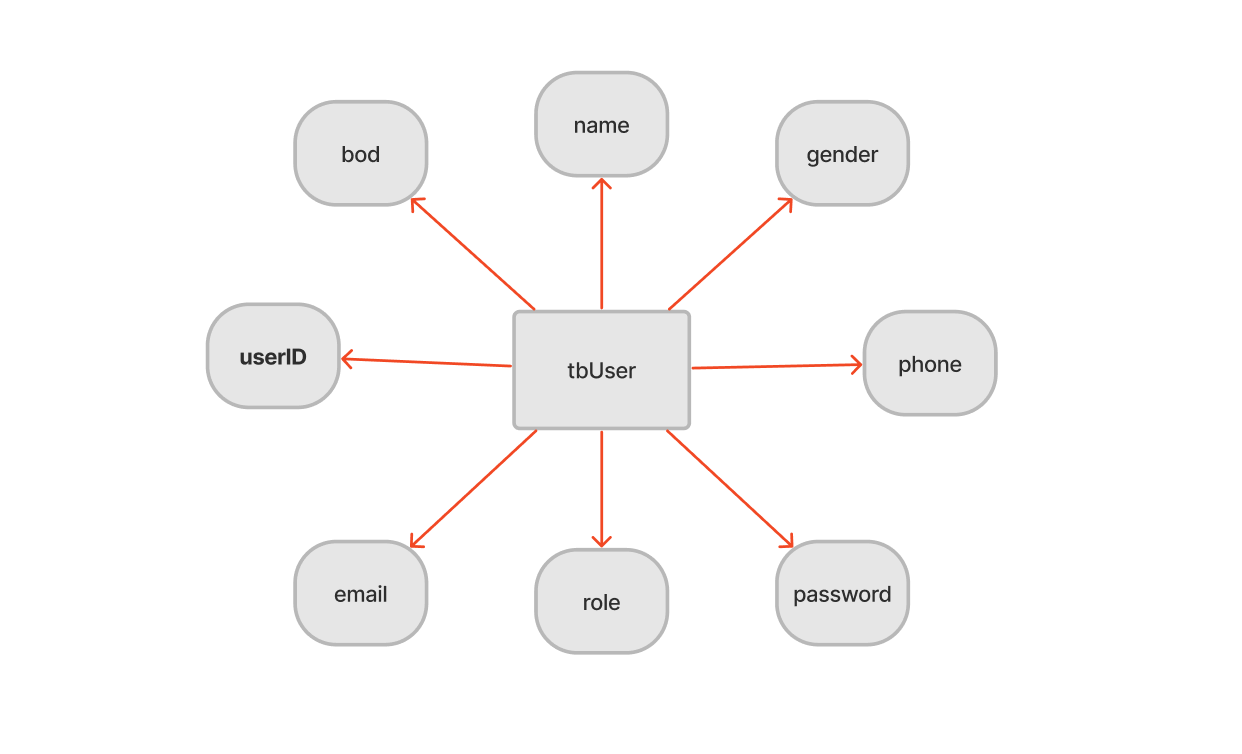 name
bod
gender
userID
tbUser
phone
email
role
password